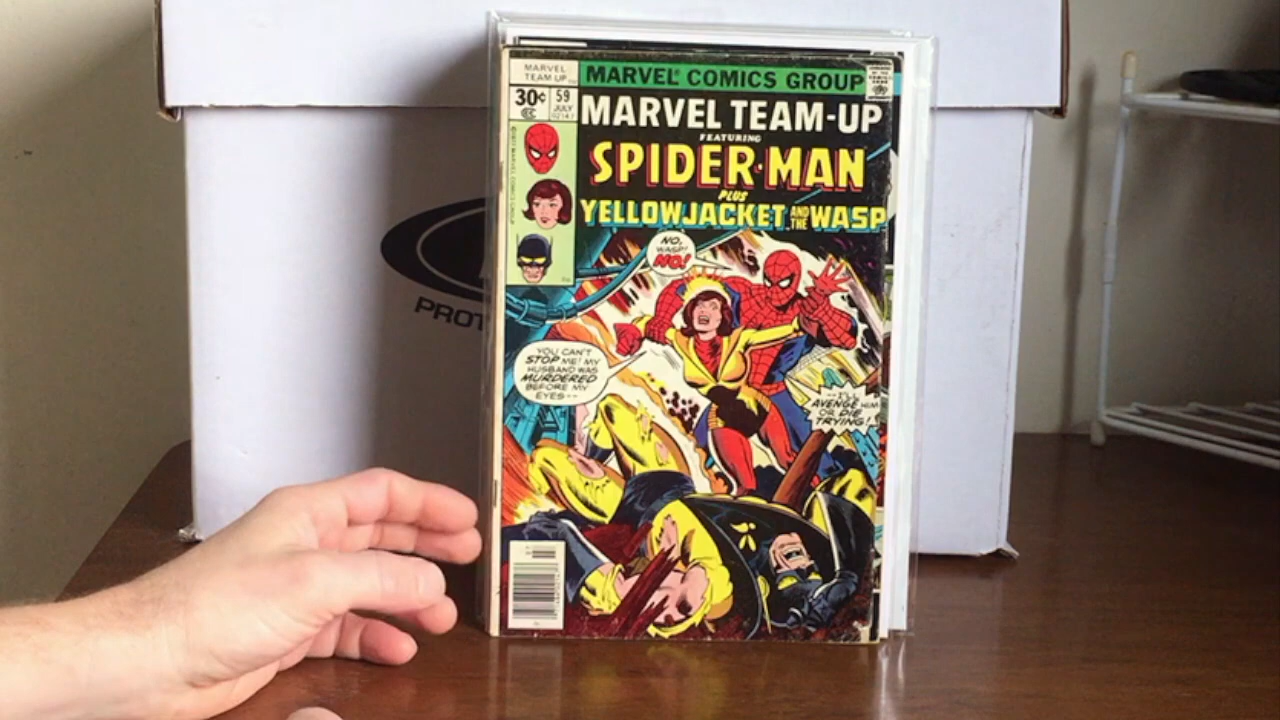 MARVEL
TEAM-UP
MARVEL COMICS GROUP
30¢
59
JULY
02147
MARVEL TEAM-UP
FEATURING
SPIDER-MAN
PLUS
YELLOWJACKET AND THE WASP
NO,
WASP!
NO!
YOU CAN'T
STOP ME! MY
HUSBAND WAS
MURDERED
BEFORE MY
EYES--
--I'LL
AVENGE HIM
OR DIE
TRYING!
PROT